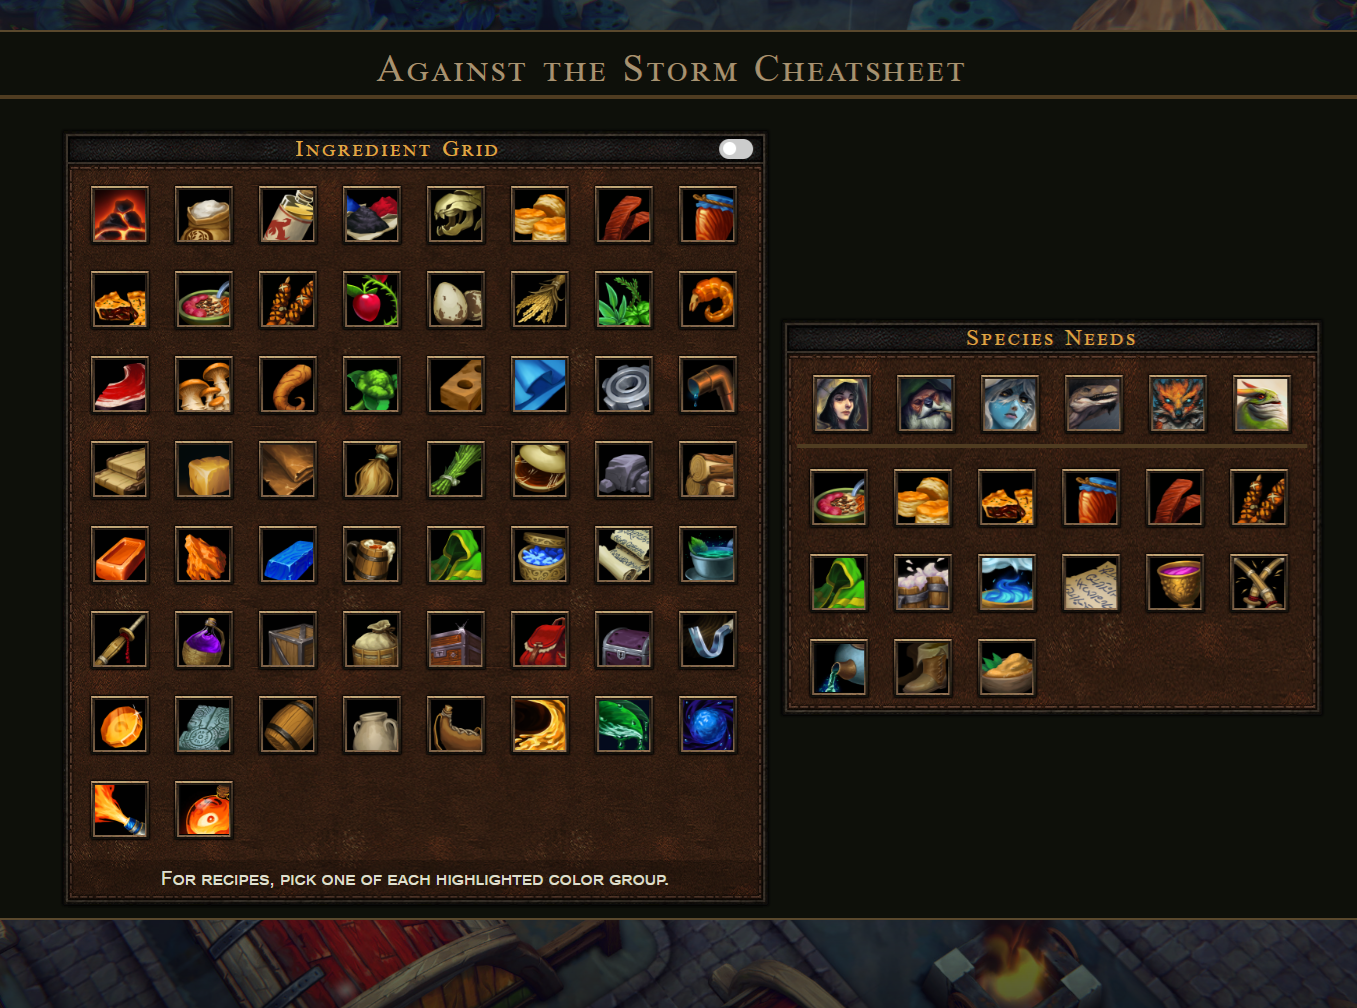 Against the Storm Cheatsheet
Ingredient Grid
Species Needs
For recipes, pick one of each highlighted color group.